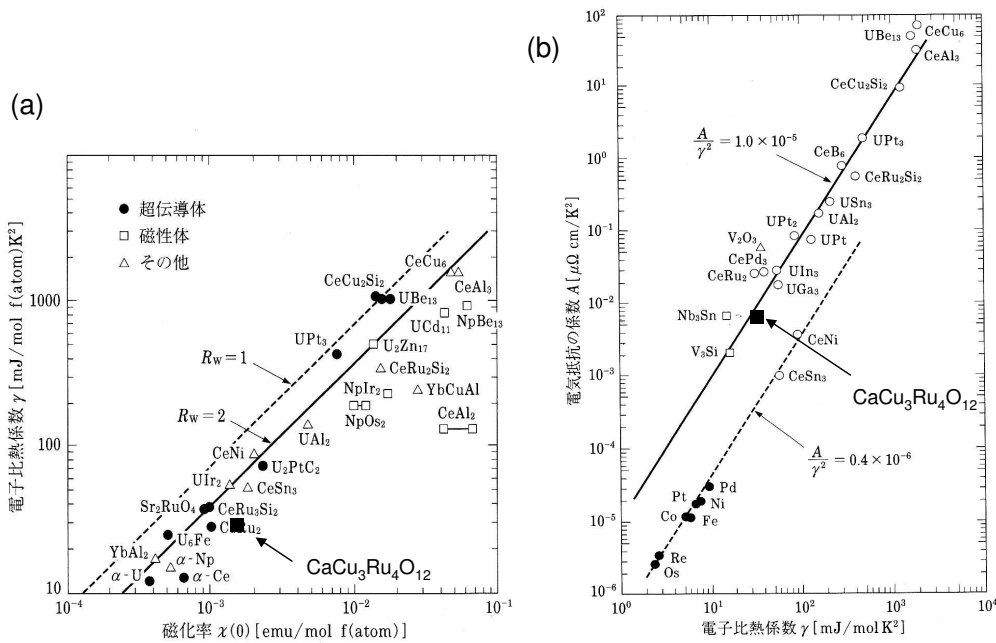 (a)
● 超伝導体
□ 磁性体
△ その他
電子比熱係数 γ [mJ/mol f(atom)K²]
1000
100
10
10⁻⁴
10⁻³
10⁻²
10⁻¹
磁化率 χ(0) [emu/mol f(atom)]
R_W = 1
R_W = 2
CeCu₆
CeCu₂Si₂
CeAl₃
UBe₁₃
NpBe₁₃
UCd₁₁
UPt₃
U₂Zn₁₇
CeRu₂Si₂
NpIr₂
YbCuAl
NpOs₂
CeAl₂
UAl₂
CeNi
U₂PtC₂
UIr₂
CeSn₃
Sr₂RuO₄
CeRu₃Si₂
U₆Fe
YbAl₂
α-Np
α-U
α-Ce
CaCu₃Ru₄O₁₂
(b)
電気抵抗の係数 A [μΩ cm/K²]
10²
10¹
10⁰
10⁻¹
10⁻²
10⁻³
10⁻⁴
10⁻⁵
10⁻⁶
10⁰
10¹
10²
10³
10⁴
電子比熱係数 γ [mJ/mol K²]
CeCu₆
UBe₁₃
CeAl₃
CeCu₂Si₂
A/γ² = 1.0 × 10⁻⁵
UPt₃
CeB₆
CeRu₂Si₂
USn₃
UAl₂
UPt₂
UPt
V₂O₃
CePd₃
CeRu₂
UIn₃
UGa₃
Nb₃Sn
CeNi
V₃Si
CeSn₃
CaCu₃Ru₄O₁₂
A/γ² = 0.4 × 10⁻⁶
Pd
Pt
Ni
Co
Fe
Re
Os